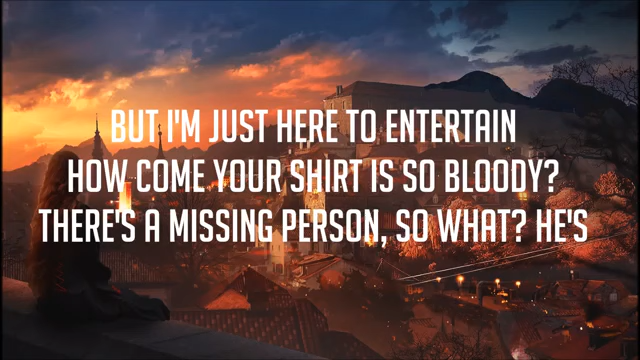 BUT I'M JUST HERE TO ENTERTAIN
HOW COME YOUR SHIRT IS SO BLOODY?
THERE'S A MISSING PERSON, SO WHAT? HE'S